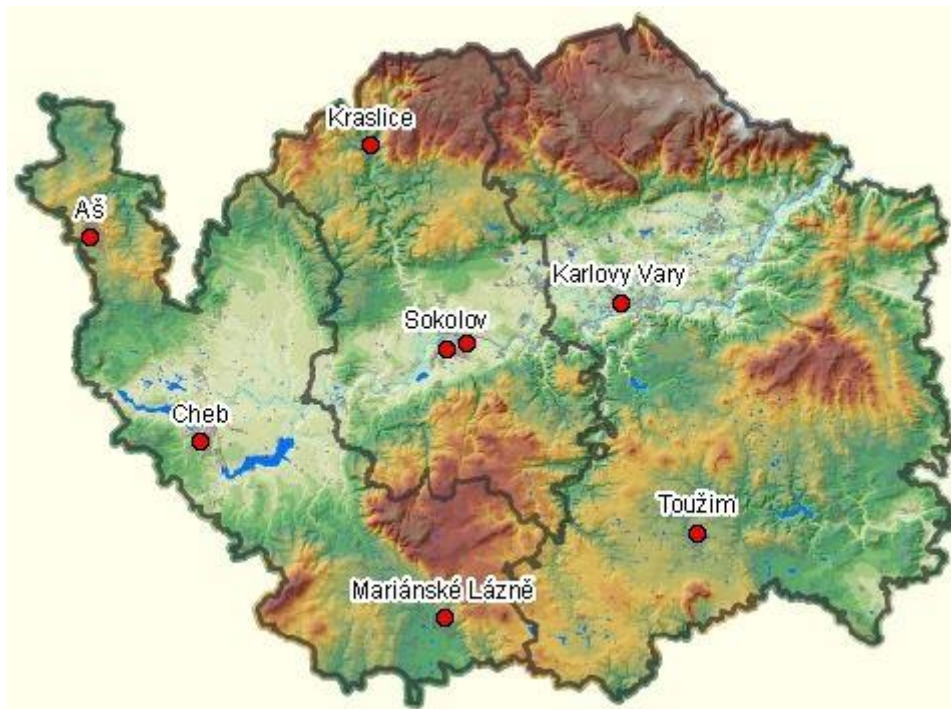 Kraslice
Aš
Karlovy Vary
Sokolov
Cheb
Toužim
Mariánské Lázně